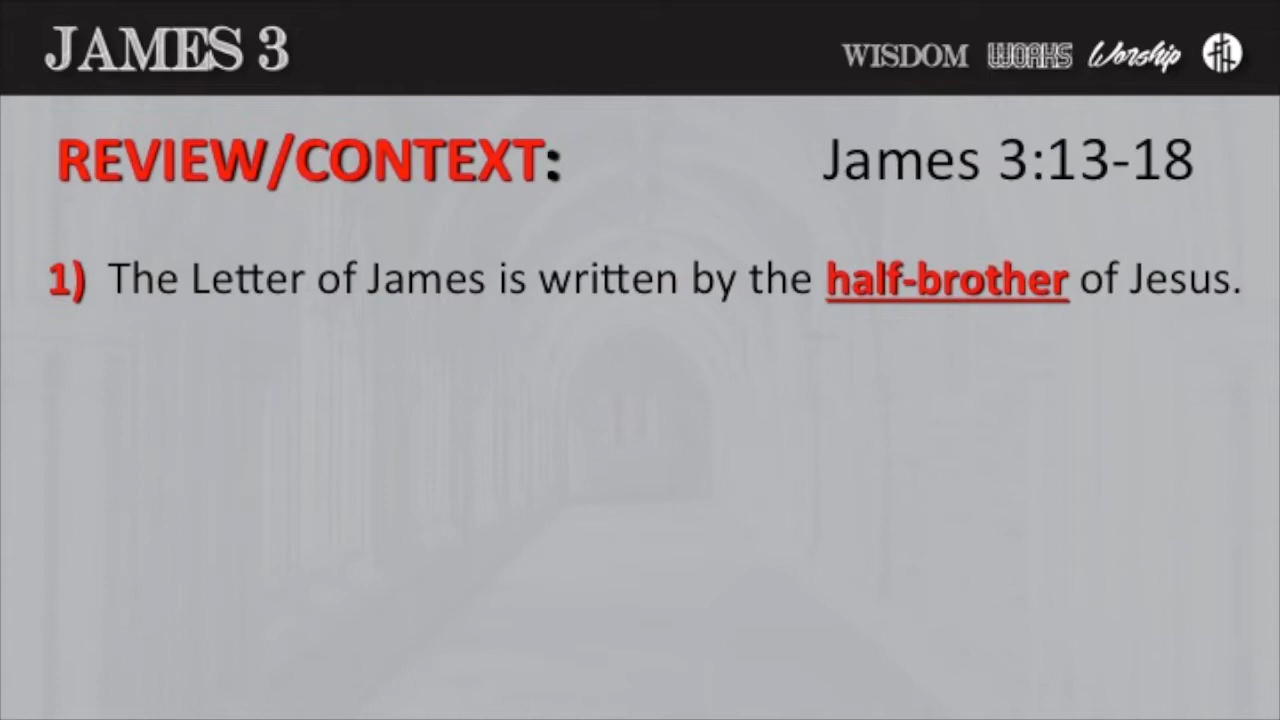 JAMES 3 WISDOM WORKS Worship
REVIEW/CONTEXT: James 3:13-18
1) The Letter of James is written by the half-brother of Jesus.